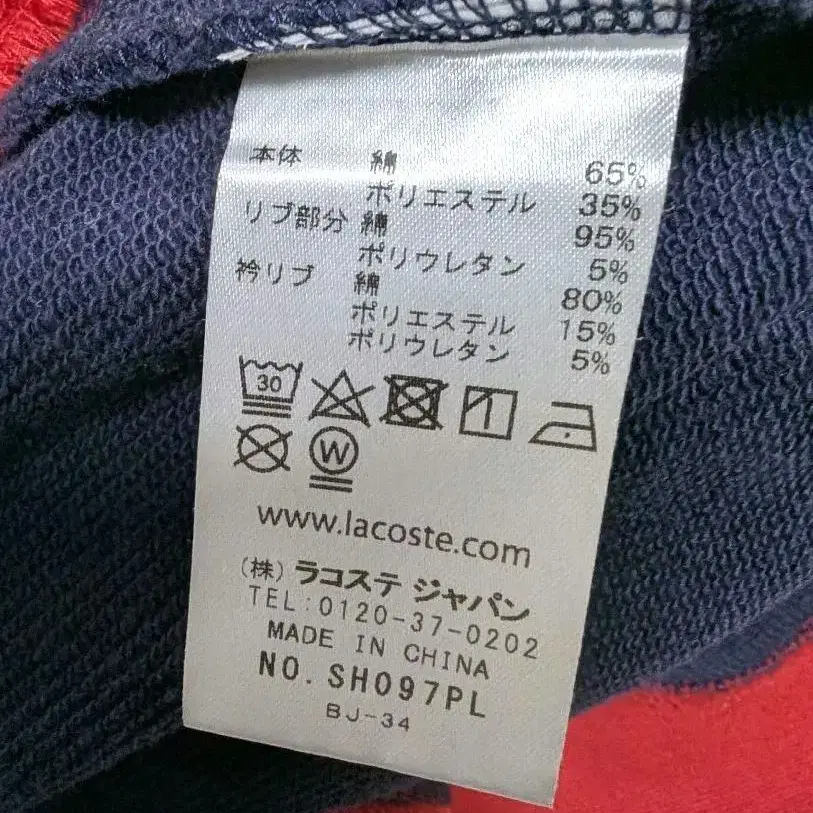 本体 綿 65%
ポリエステル 35%
リブ部分 綿 95%
ポリウレタン 5%
衿リブ 綿 80%
ポリエステル 15%
ポリウレタン 5%
30
W
www.lacoste.com
(株) ラコステ ジャパン
TEL:0120-37-0202
MADE IN CHINA
NO. SH097PL
BJ-34